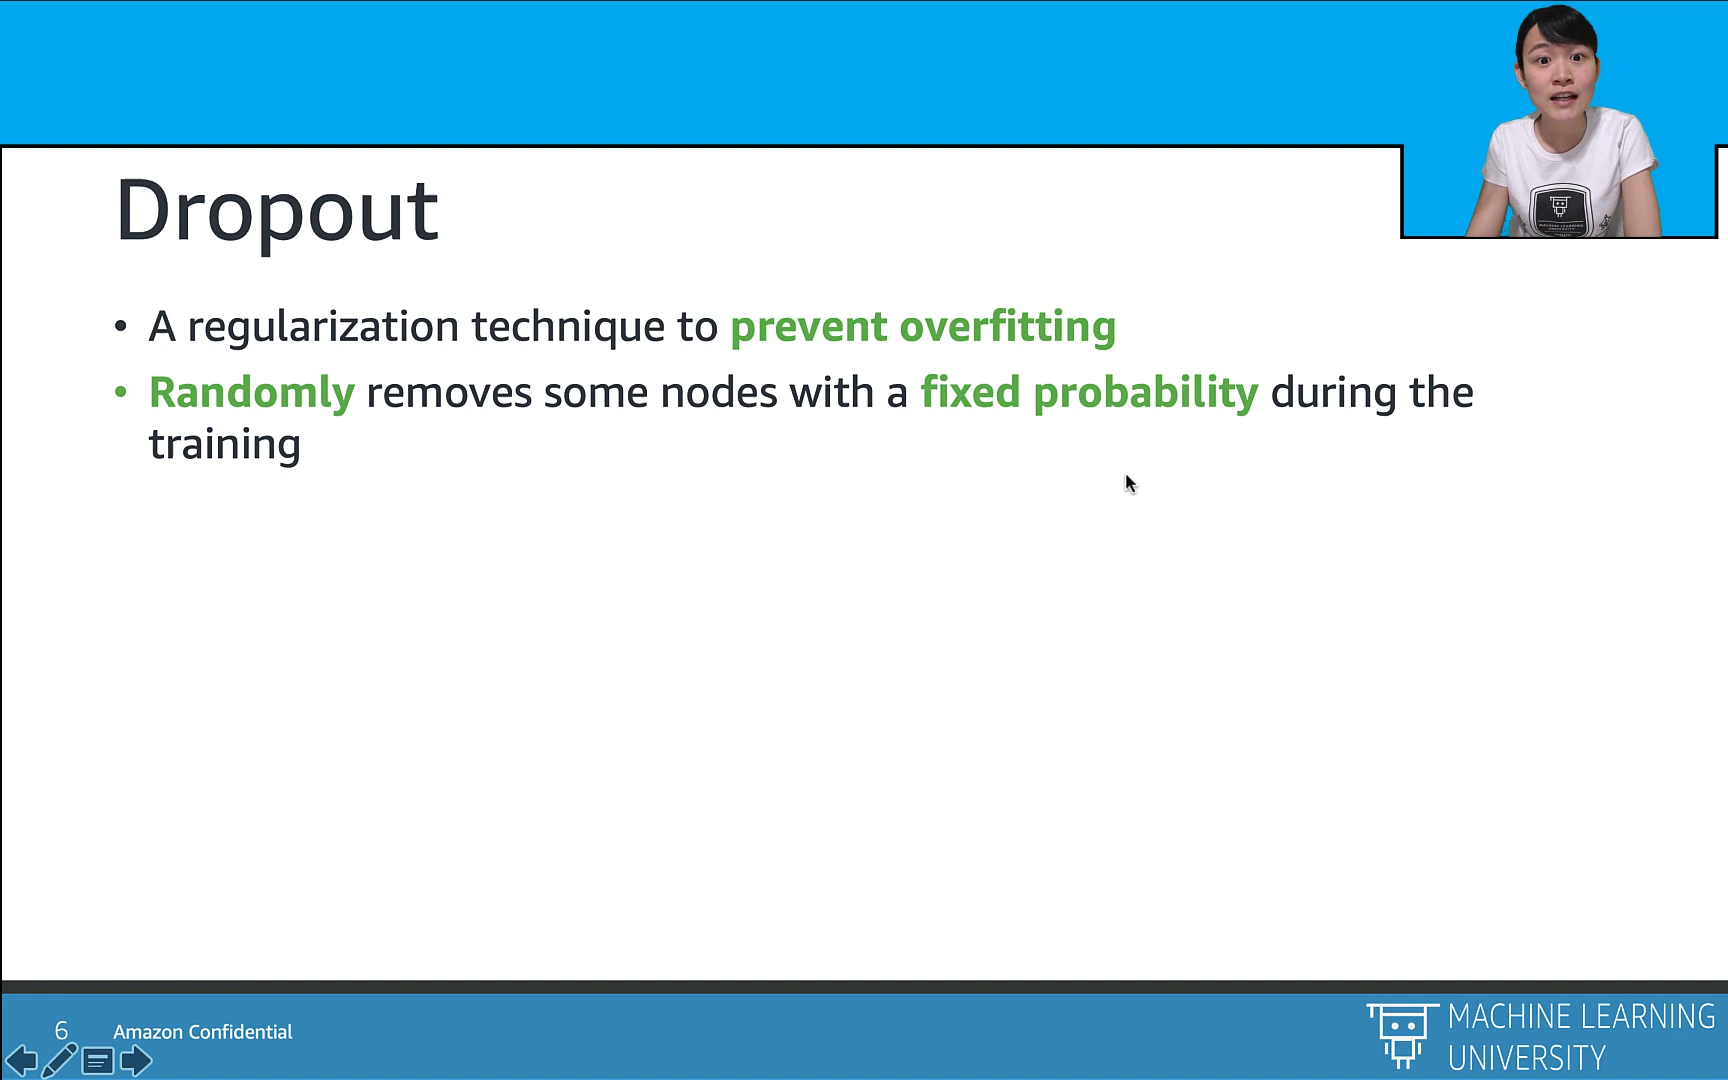 Dropout
• A regularization technique to prevent overfitting
• Randomly removes some nodes with a fixed probability during the
training
6 Amazon Confidential
MACHINE LEARNING
UNIVERSITY